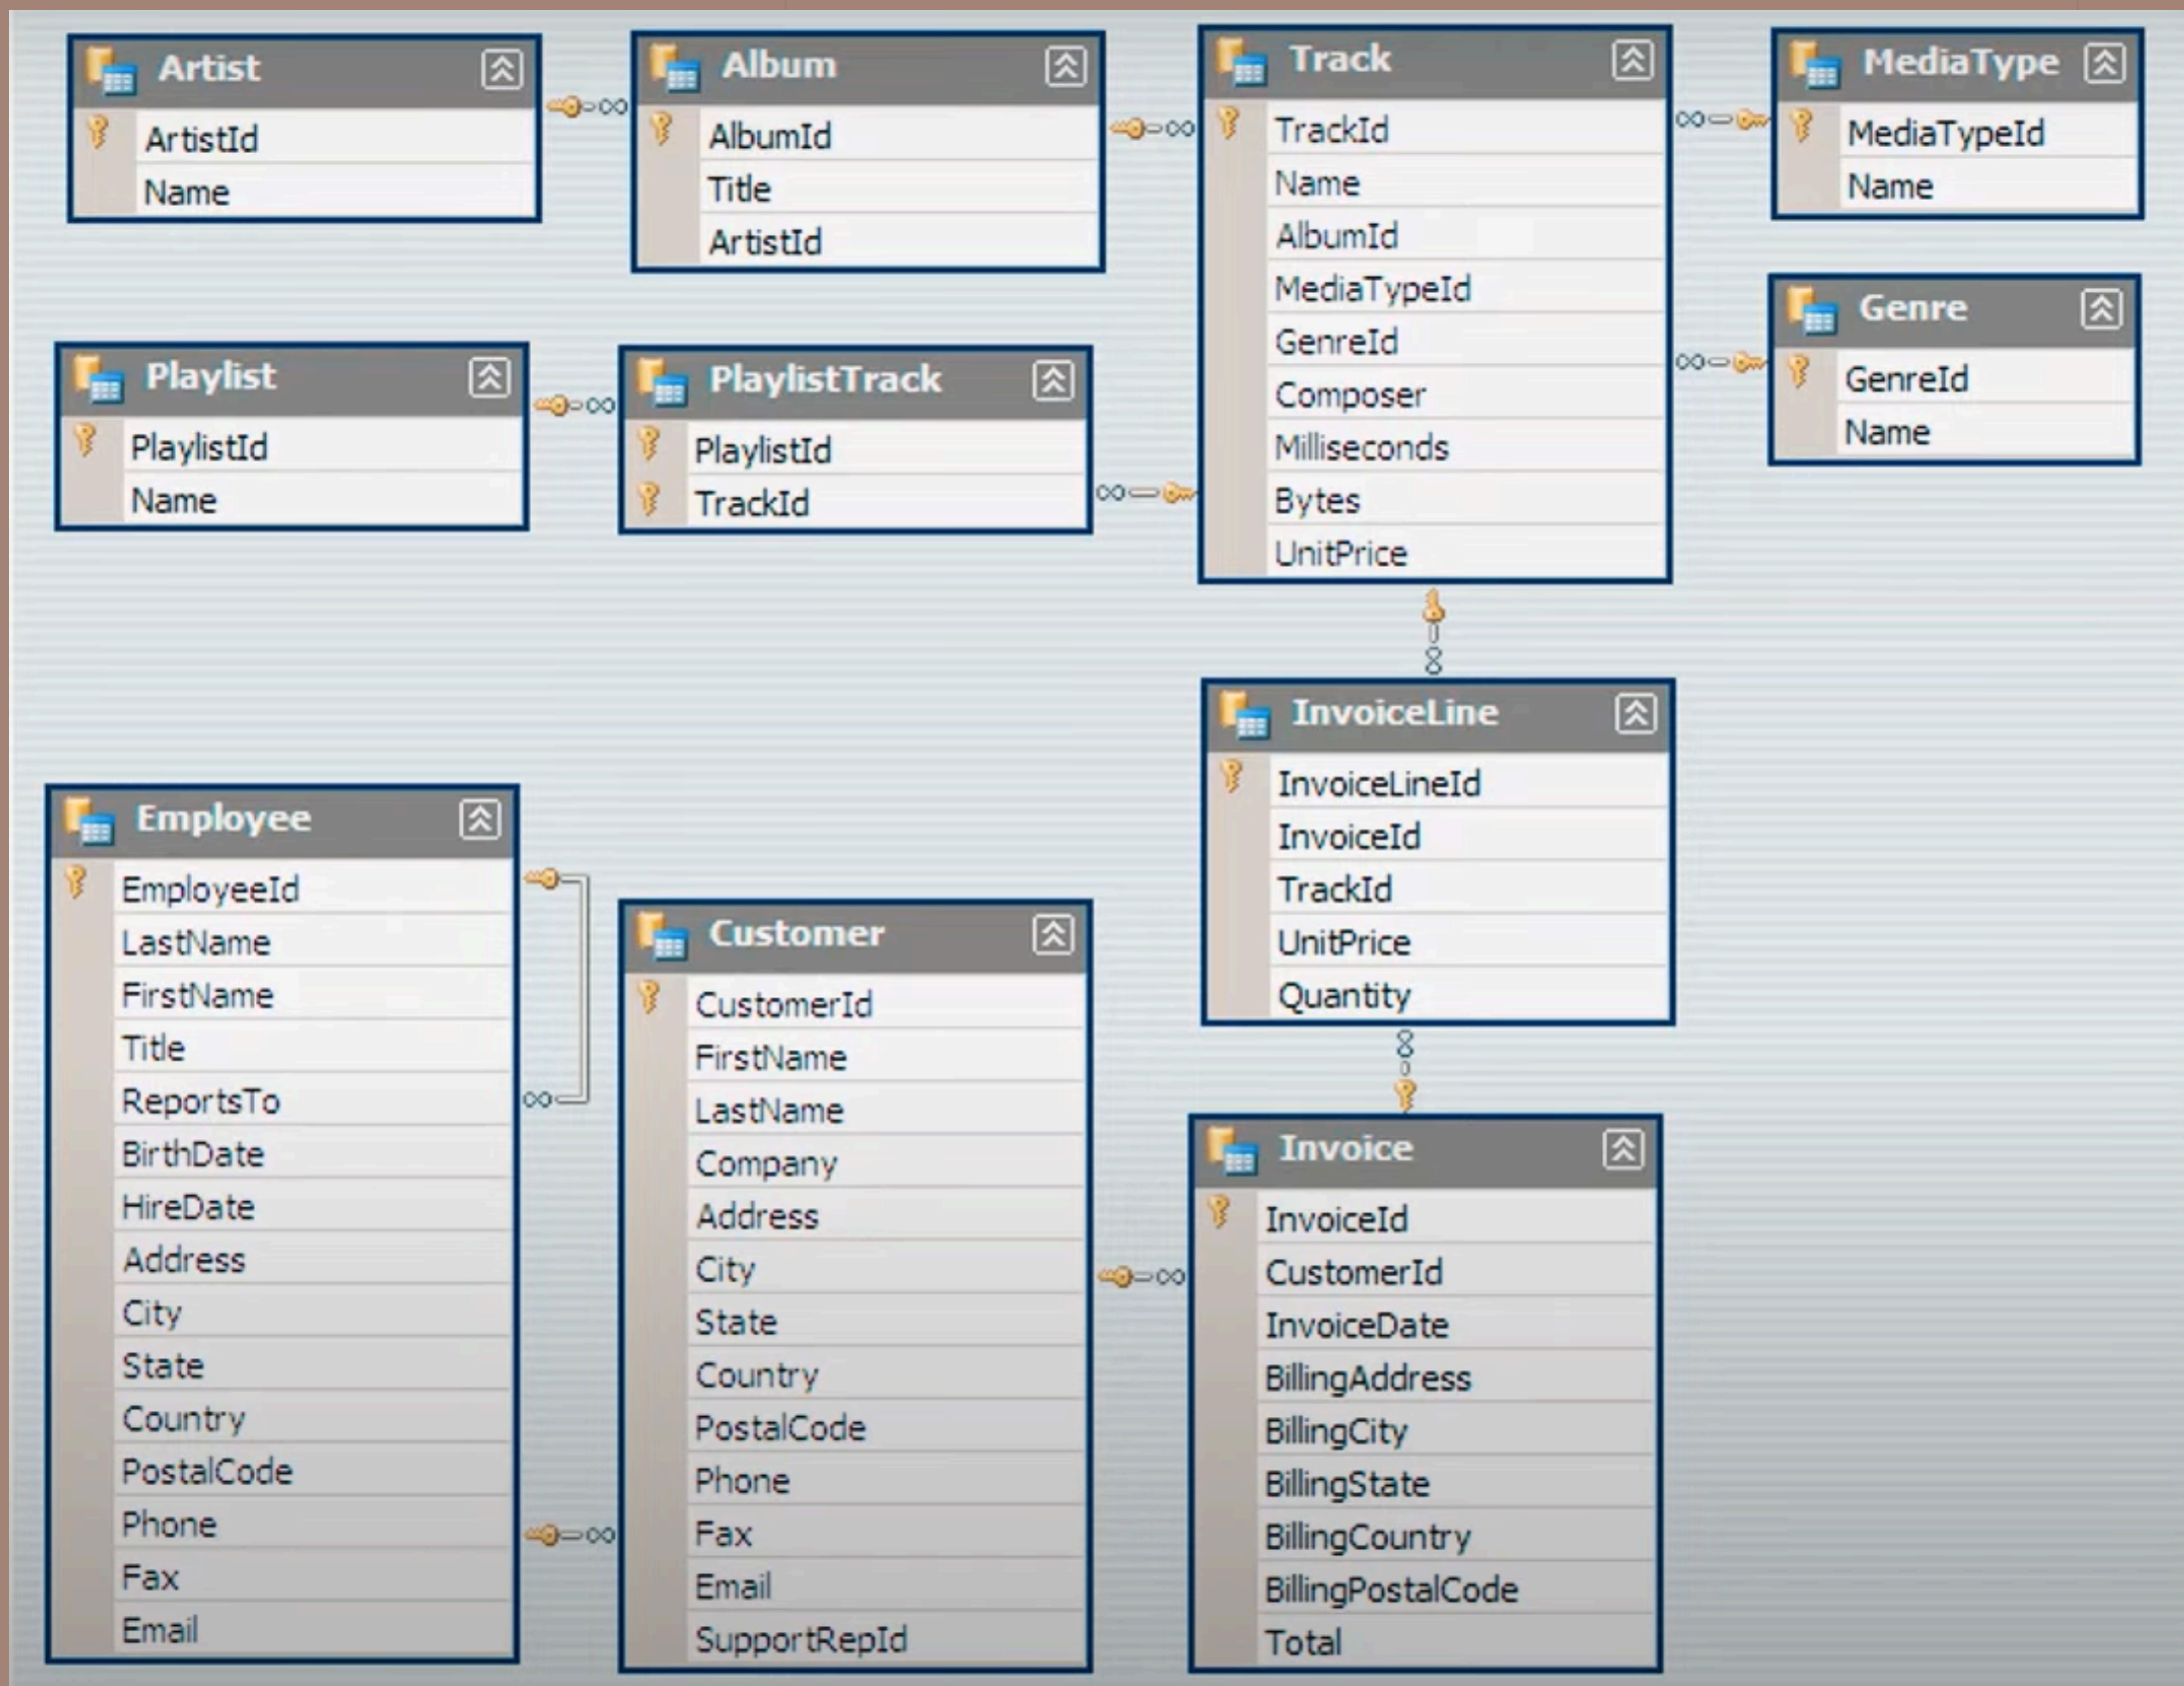 Artist
ArtistId
Name
Album
AlbumId
Title
ArtistId
Track
TrackId
Name
AlbumId
MediaTypeId
GenreId
Composer
Milliseconds
Bytes
UnitPrice
MediaType
MediaTypeId
Name
Genre
GenreId
Name
Playlist
PlaylistId
Name
PlaylistTrack
PlaylistId
TrackId
InvoiceLine
InvoiceLineId
InvoiceId
TrackId
UnitPrice
Quantity
Employee
EmployeeId
LastName
FirstName
Title
ReportsTo
BirthDate
HireDate
Address
City
State
Country
PostalCode
Phone
Fax
Email
Customer
CustomerId
FirstName
LastName
Company
Address
City
State
Country
PostalCode
Phone
Fax
Email
SupportRepId
Invoice
InvoiceId
CustomerId
InvoiceDate
BillingAddress
BillingCity
BillingState
BillingCountry
BillingPostalCode
Total